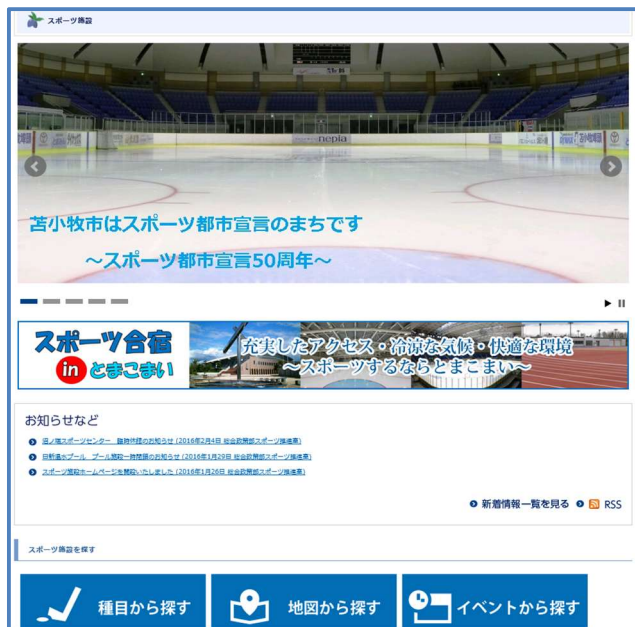 スポーツ施設
nepia
苫小牧市はスポーツ都市宣言のまちです
～スポーツ都市宣言50周年～
スポーツ合宿
in とまこまい
充実したアクセス・冷涼な気候・快適な環境
～スポーツするならとまこまい～
お知らせなど
沼ノ端スポーツセンター 臨時休館のお知らせ (2016年2月4日 総合政策部スポーツ推進室)
日新温水プール プール施設一時閉鎖のお知らせ (2016年1月29日 総合政策部スポーツ推進室)
スポーツ施設ホームページを開設いたしました (2016年1月26日 総合政策部スポーツ推進室)
新着情報一覧を見る RSS
スポーツ施設を探す
種目から探す 地図から探す イベントから探す